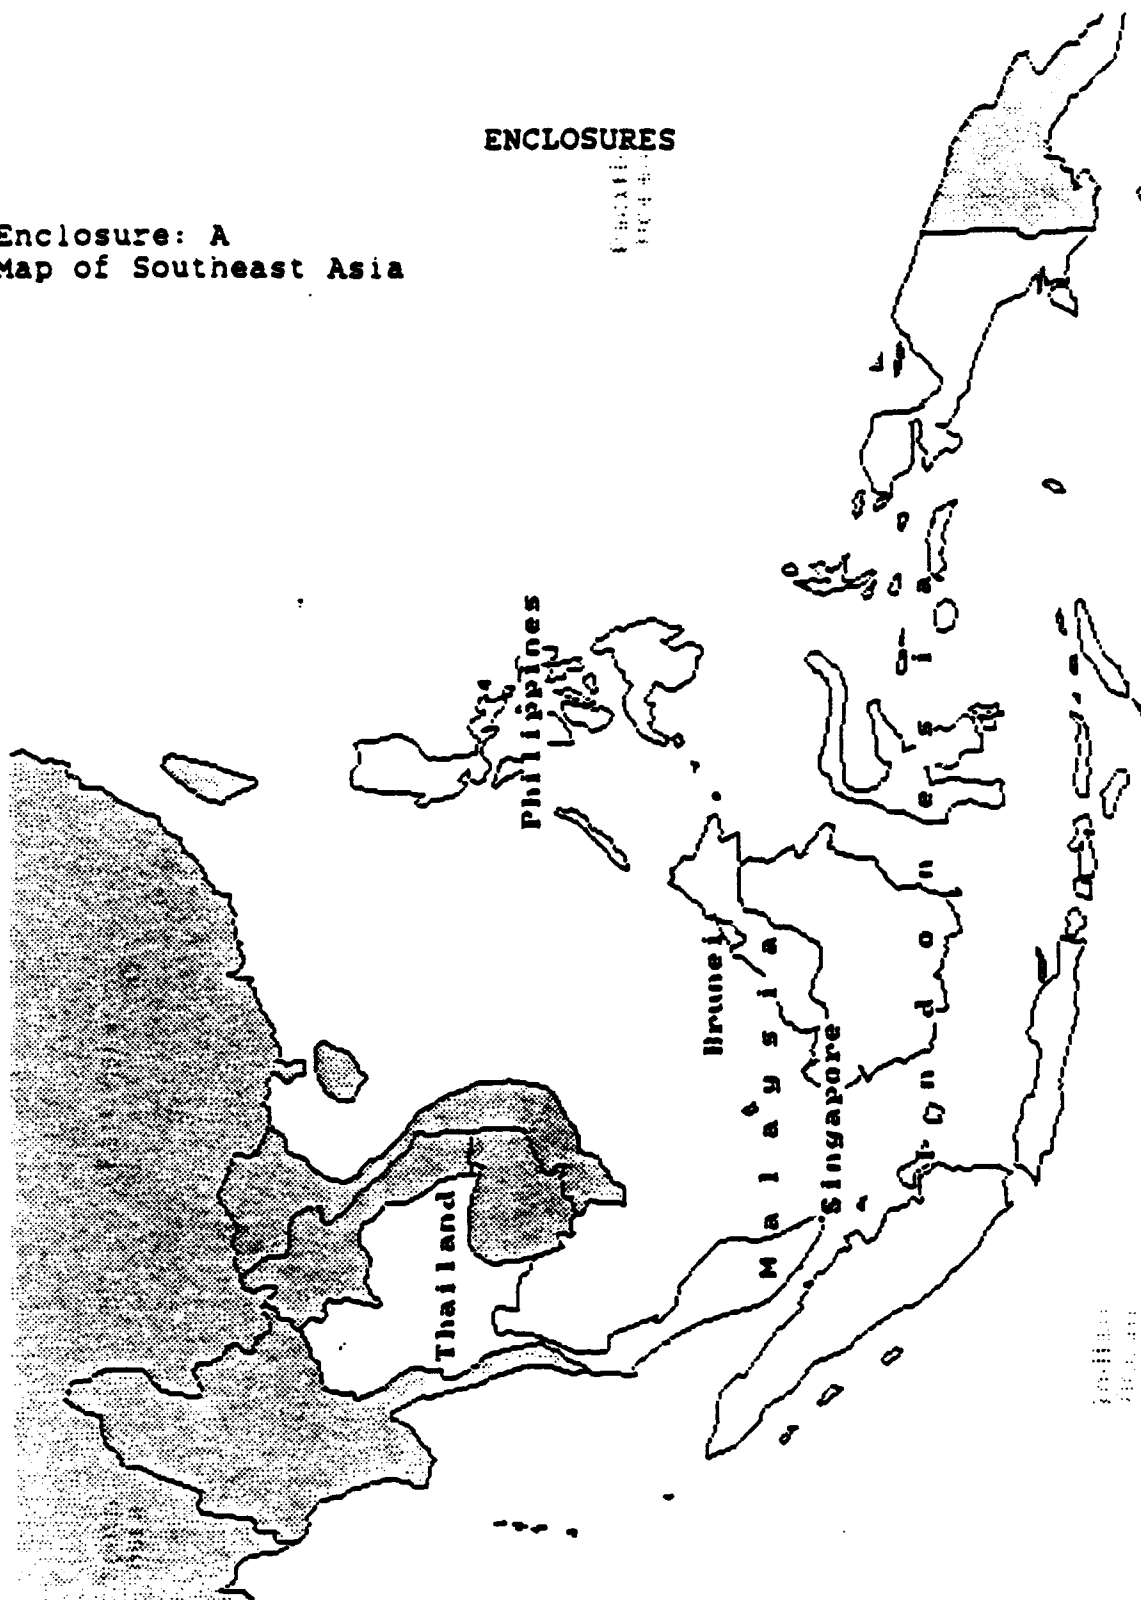 ENCLOSURES
Enclosure: A
Map of Southeast Asia
Philippines
Brunei
Thailand
Malaysia
Singapore
Indonesia